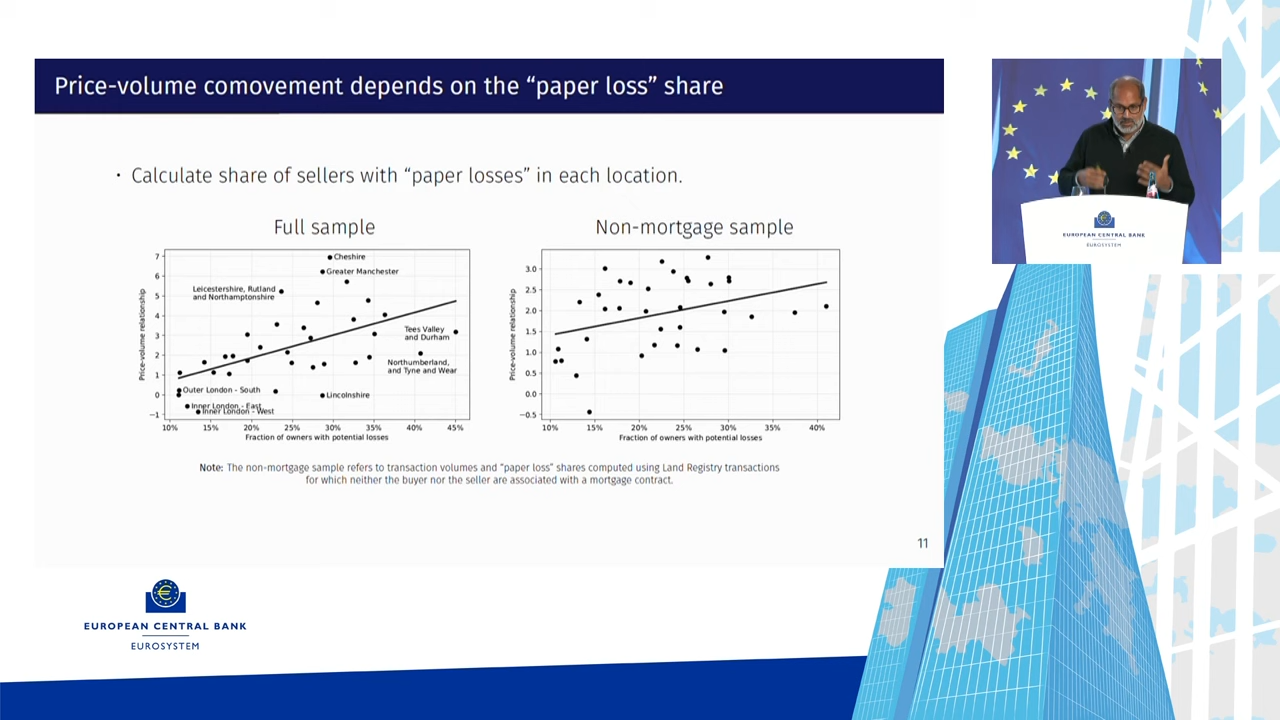 Price-volume comovement depends on the “paper loss” share
• Calculate share of sellers with “paper losses” in each location.
Full sample
Price-volume relationship
7
6
5
4
3
2
1
0
−1
Cheshire
Greater Manchester
Leicestershire, Rutland
and Northamptonshire
Tees Valley
and Durham
Northumberland,
and Tyne and Wear
Outer London - South
Lincolnshire
Inner London - East
Inner London - West
10% 15% 20% 25% 30% 35% 40% 45%
Fraction of owners with potential losses
Non-mortgage sample
Price-volume relationship
3.0
2.5
2.0
1.5
1.0
0.5
0.0
−0.5
10% 15% 20% 25% 30% 35% 40%
Fraction of owners with potential losses
Note: The non-mortgage sample refers to transaction volumes and “paper loss” shares computed using Land Registry transactions
for which neither the buyer nor the seller are associated with a mortgage contract.
11
EUROPEAN CENTRAL BANK
EUROSYSTEM
EUROPEAN CENTRAL BANK
EUROSYSTEM